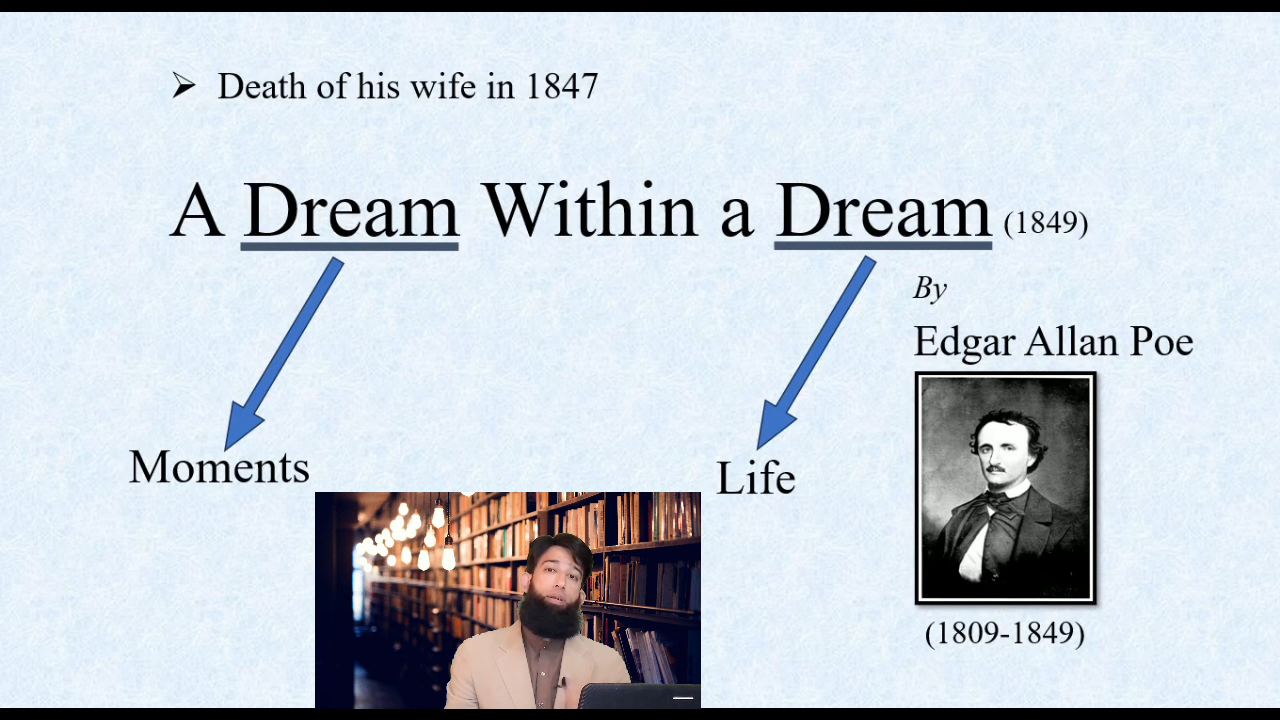 Death of his wife in 1847
A Dream Within a Dream (1849)
By
Edgar Allan Poe
Moments
Life
(1809-1849)